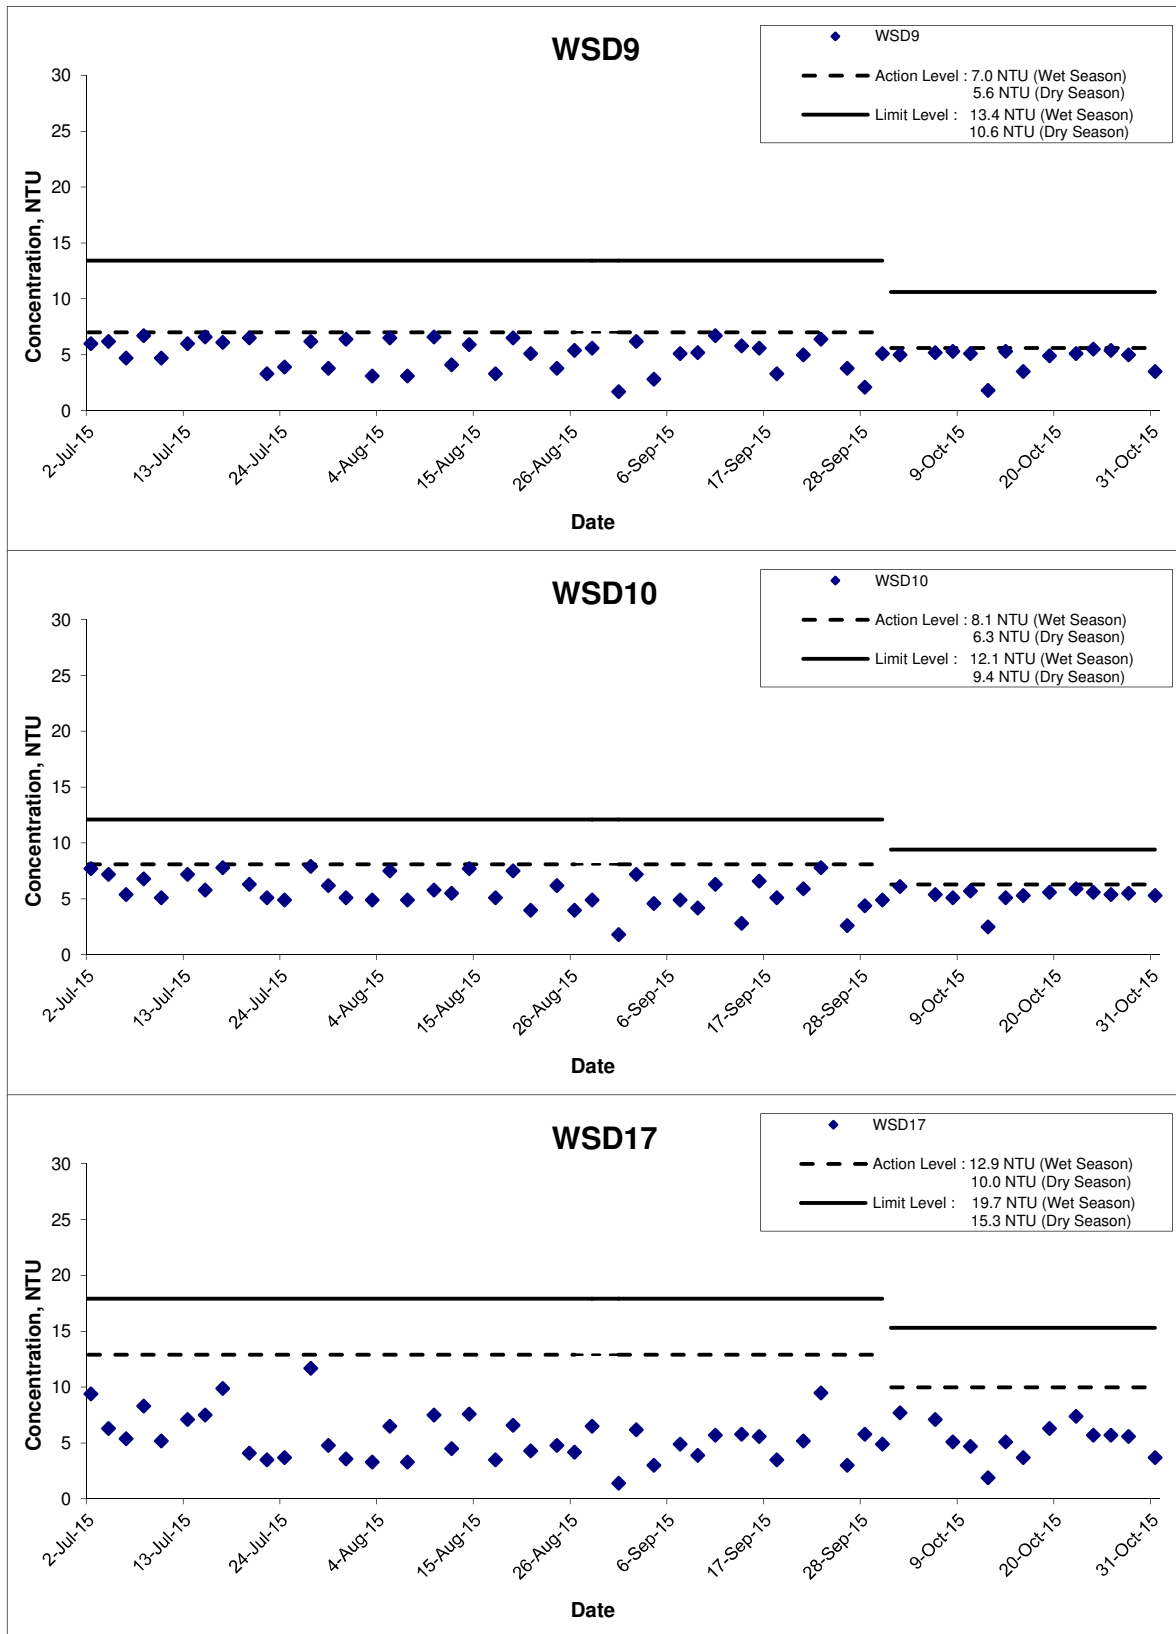 WSD9
WSD9
Action Level : 7.0 NTU (Wet Season)
5.6 NTU (Dry Season)
Limit Level : 13.4 NTU (Wet Season)
10.6 NTU (Dry Season)
Concentration, NTU
30
25
20
15
10
5
0
2-Jul-15
13-Jul-15
24-Jul-15
4-Aug-15
15-Aug-15
26-Aug-15
6-Sep-15
17-Sep-15
28-Sep-15
9-Oct-15
20-Oct-15
31-Oct-15
Date
WSD10
WSD10
Action Level : 8.1 NTU (Wet Season)
6.3 NTU (Dry Season)
Limit Level : 12.1 NTU (Wet Season)
9.4 NTU (Dry Season)
Concentration, NTU
30
25
20
15
10
5
0
2-Jul-15
13-Jul-15
24-Jul-15
4-Aug-15
15-Aug-15
26-Aug-15
6-Sep-15
17-Sep-15
28-Sep-15
9-Oct-15
20-Oct-15
31-Oct-15
Date
WSD17
WSD17
Action Level : 12.9 NTU (Wet Season)
10.0 NTU (Dry Season)
Limit Level : 19.7 NTU (Wet Season)
15.3 NTU (Dry Season)
Concentration, NTU
30
25
20
15
10
5
0
2-Jul-15
13-Jul-15
24-Jul-15
4-Aug-15
15-Aug-15
26-Aug-15
6-Sep-15
17-Sep-15
28-Sep-15
9-Oct-15
20-Oct-15
31-Oct-15
Date